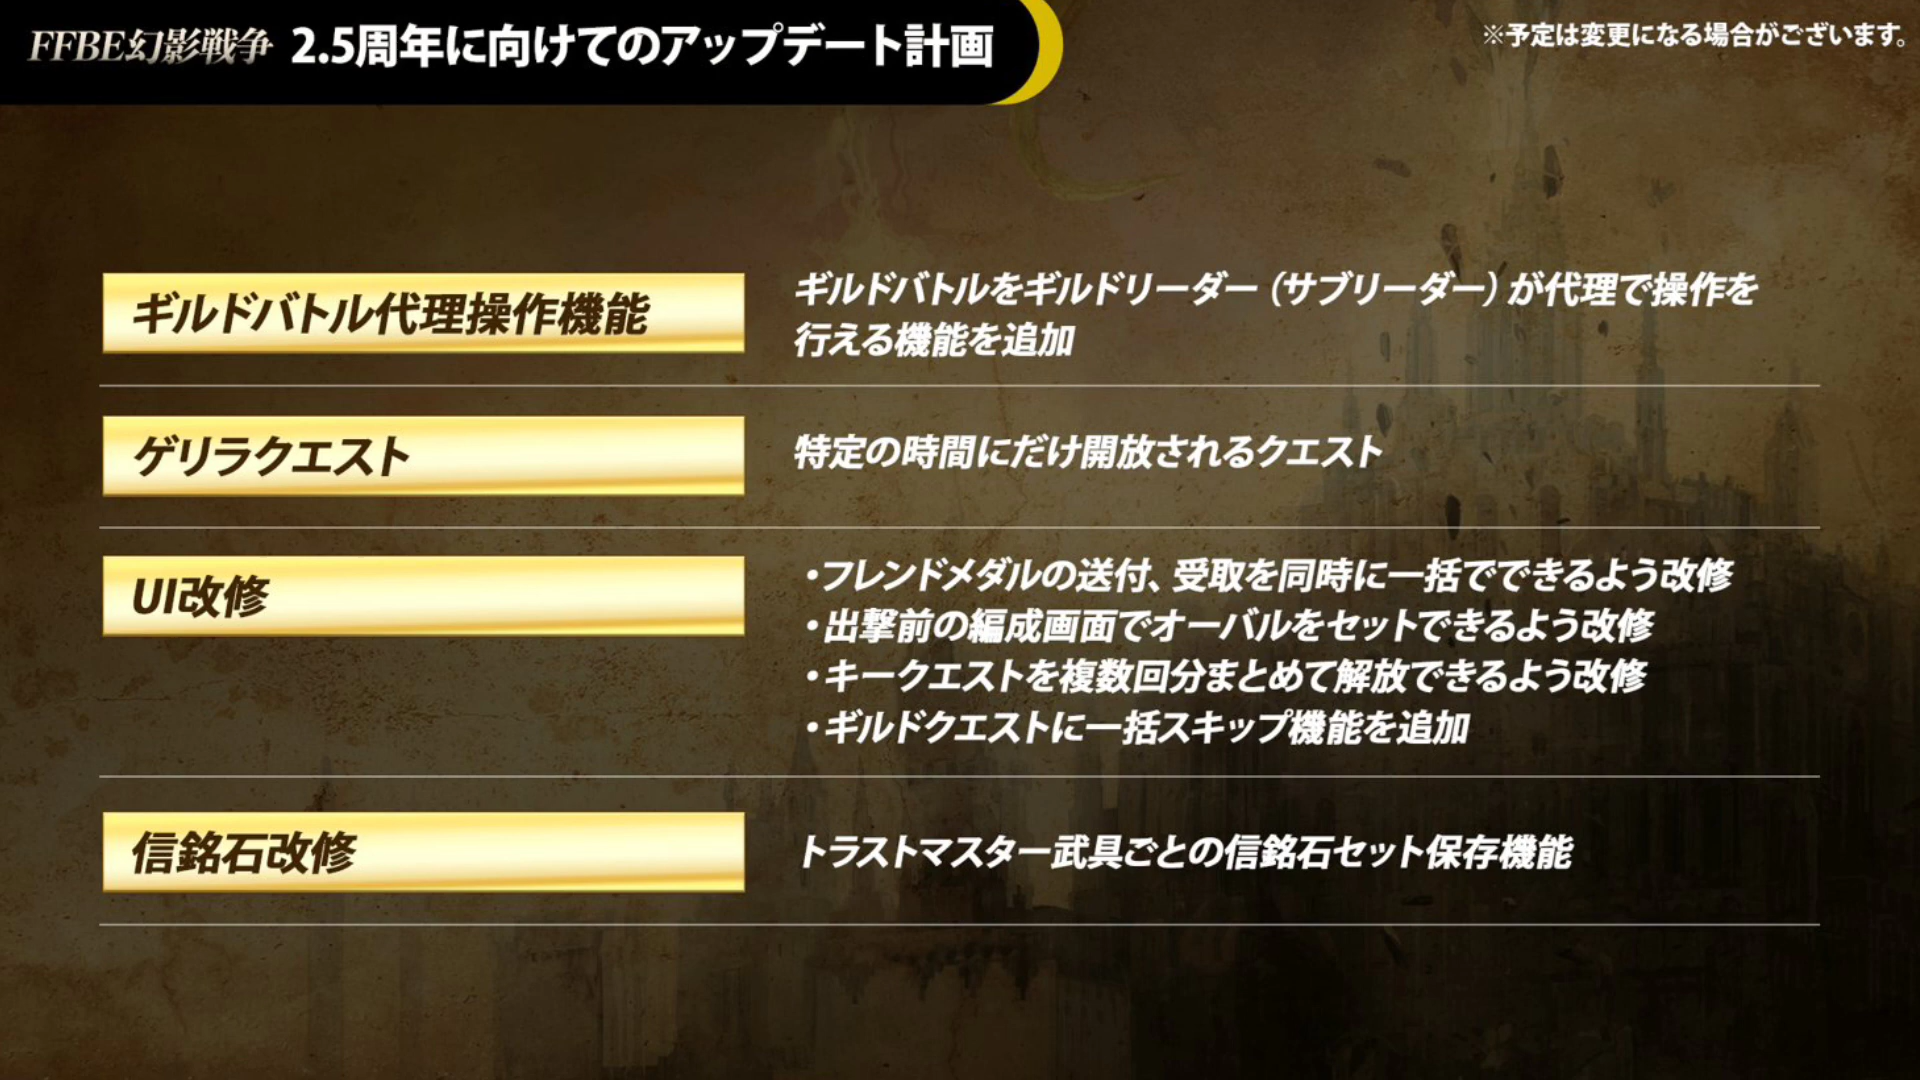 FFBE幻影戦争 2.5周年に向けてのアップデート計画
※予定は変更になる場合がございます。
ギルドバトル代理操作機能
ギルドバトルをギルドリーダー（サブリーダー）が代理で操作を
行える機能を追加
ゲリラクエスト
特定の時間にだけ開放されるクエスト
UI改修
・フレンドメダルの送付、受取を同時に一括でできるよう改修
・出撃前の編成画面でオーバルをセットできるよう改修
・キークエストを複数回分まとめて解放できるよう改修
・ギルドクエストに一括スキップ機能を追加
信銘石改修
トラストマスター武具ごとの信銘石セット保存機能